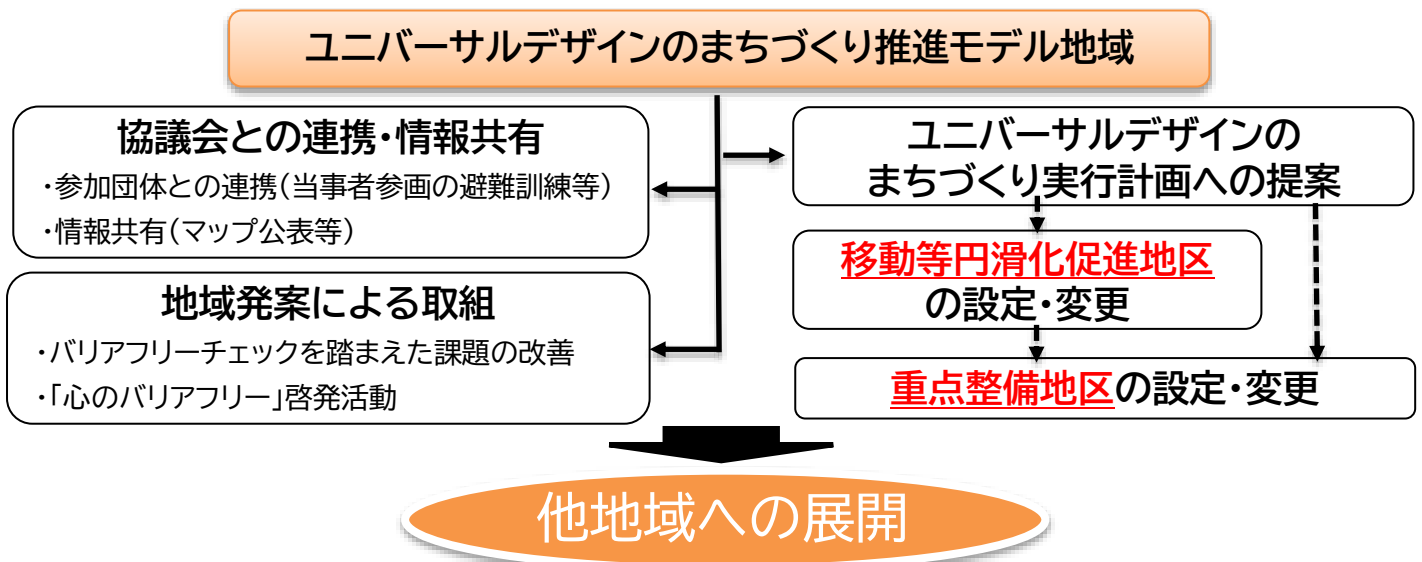 ユニバーサルデザインのまちづくり推進モデル地域
協議会との連携・情報共有
・参加団体との連携(当事者参画の避難訓練等)
・情報共有(マップ公表等)
地域発案による取組
・バリアフリーチェックを踏まえた課題の改善
・「心のバリアフリー」啓発活動
ユニバーサルデザインの
まちづくり実行計画への提案
移動等円滑化促進地区
の設定・変更
重点整備地区の設定・変更
他地域への展開